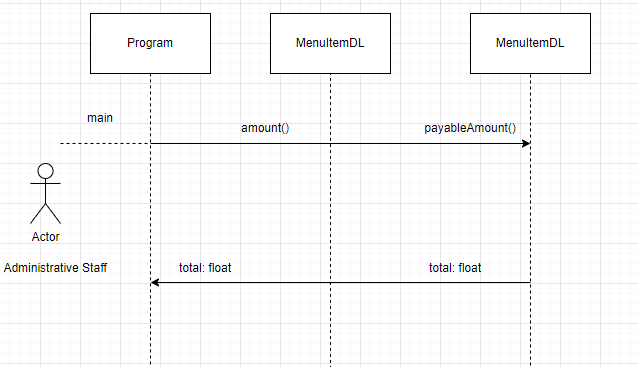 Program
MenuItemDL
MenuItemDL
main
amount()
payableAmount()
Actor
Administrative Staff
total: float
total: float